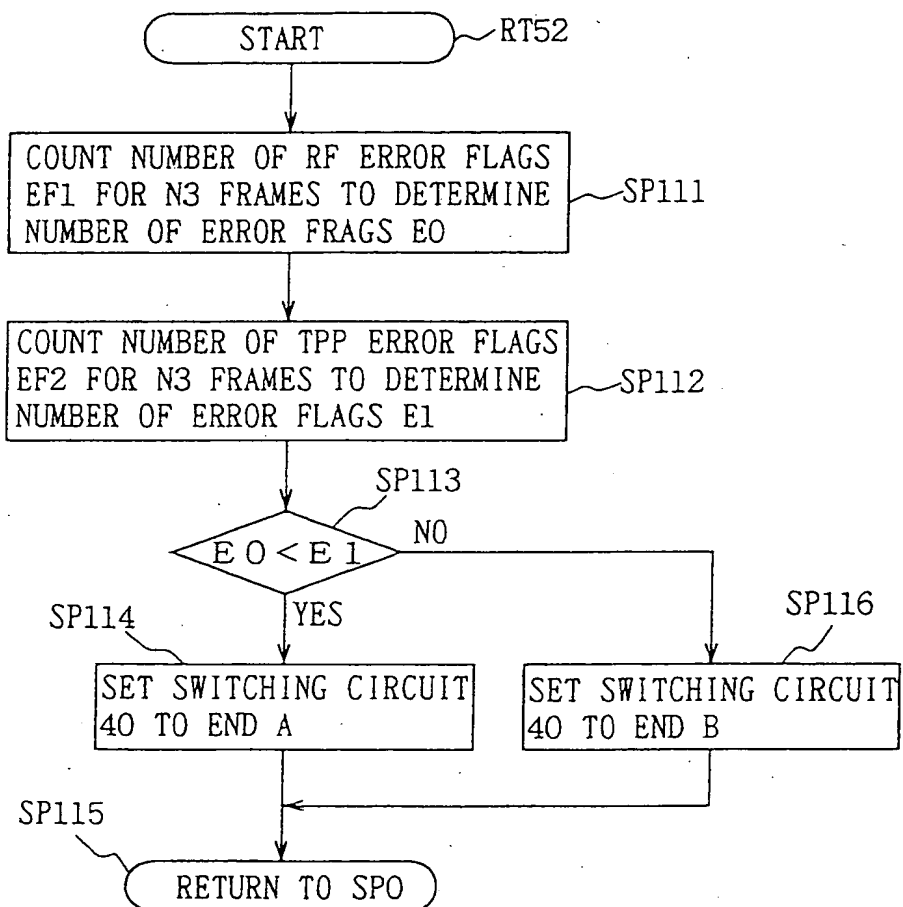 START
RT52
COUNT NUMBER OF RF ERROR FLAGS
EF1 FOR N3 FRAMES TO DETERMINE
NUMBER OF ERROR FRAGS E0
SP111
COUNT NUMBER OF TPP ERROR FLAGS
EF2 FOR N3 FRAMES TO DETERMINE
NUMBER OF ERROR FLAGS E1
SP112
SP113
E0<E1
NO
YES
SP114
SET SWITCHING CIRCUIT
40 TO END A
SP116
SET SWITCHING CIRCUIT
40 TO END B
SP115
RETURN TO SP0